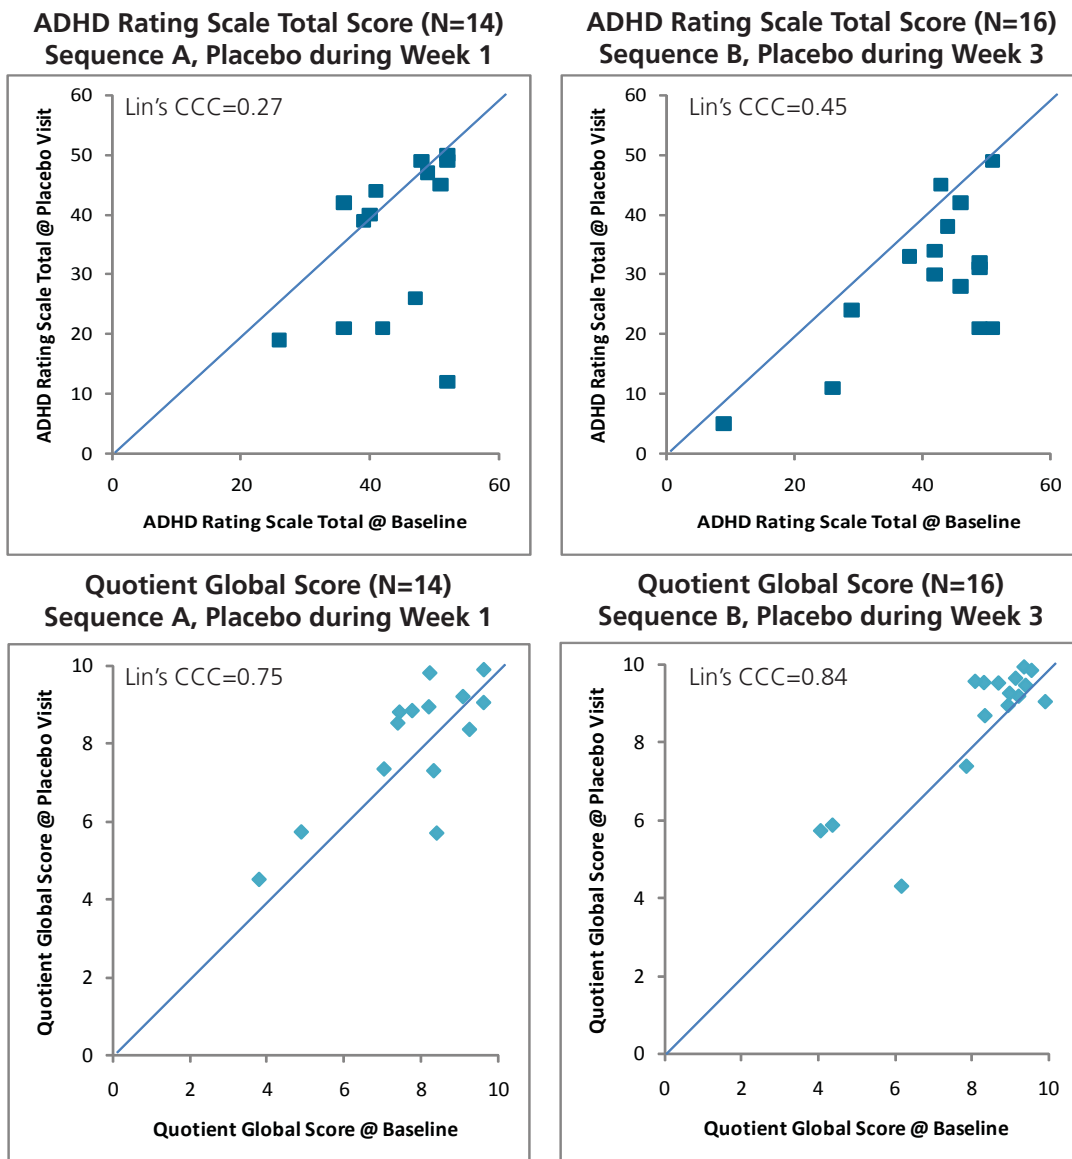 ADHD Rating Scale Total Score (N=14)
Sequence A, Placebo during Week 1
Lin's CCC=0.27
ADHD Rating Scale Total @ Placebo Visit
60
50
40
30
20
10
0
0 20 40 60
ADHD Rating Scale Total @ Baseline
ADHD Rating Scale Total Score (N=16)
Sequence B, Placebo during Week 3
Lin's CCC=0.45
ADHD Rating Scale Total @ Placebo Visit
60
50
40
30
20
10
0
0 20 40 60
ADHD Rating Scale Total @ Baseline
Quotient Global Score (N=14)
Sequence A, Placebo during Week 1
Lin's CCC=0.75
Quotient Global Score @ Placebo Visit
10
8
6
4
2
0
0 2 4 6 8 10
Quotient Global Score @ Baseline
Quotient Global Score (N=16)
Sequence B, Placebo during Week 3
Lin's CCC=0.84
Quotient Global Score @ Placebo Visit
10
8
6
4
2
0
0 2 4 6 8 10
Quotient Global Score @ Baseline